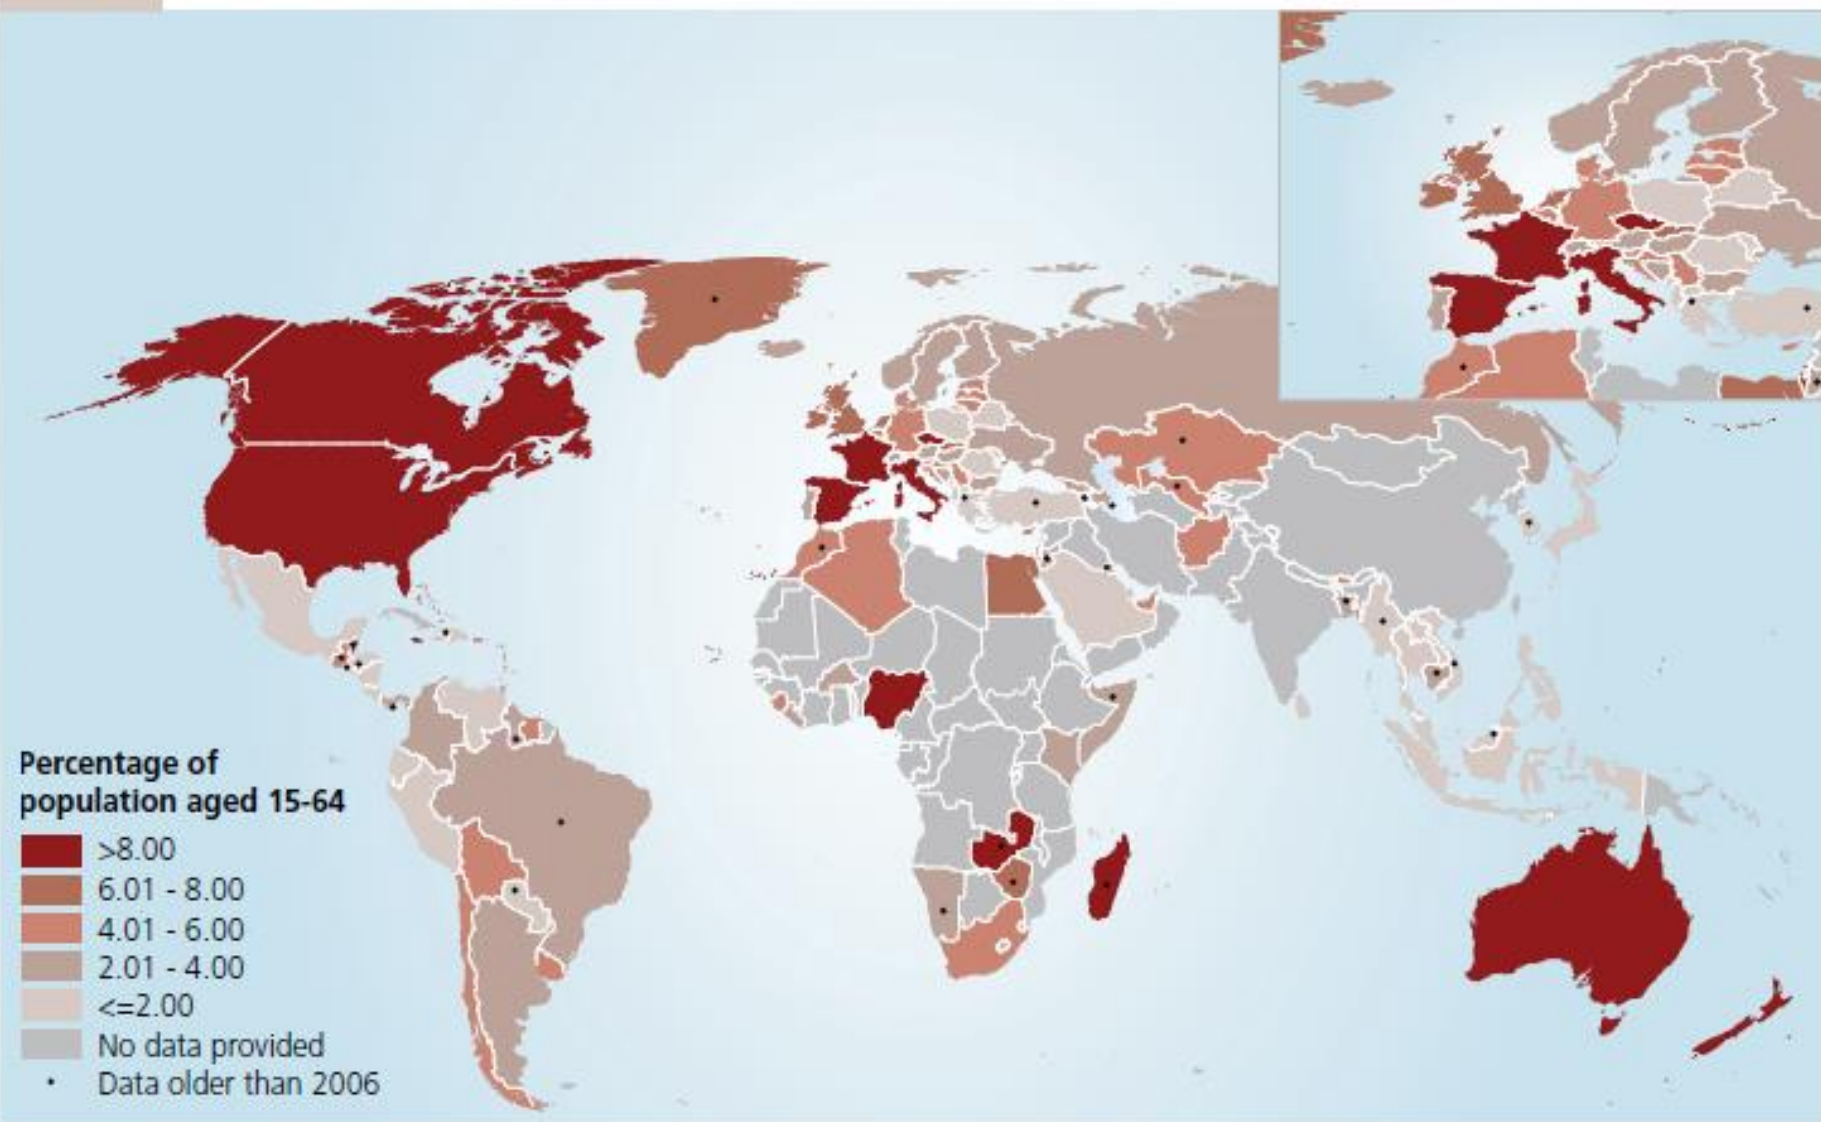 Percentage of
population aged 15-64
>8.00
6.01 - 8.00
4.01 - 6.00
2.01 - 4.00
<=2.00
No data provided
Data older than 2006